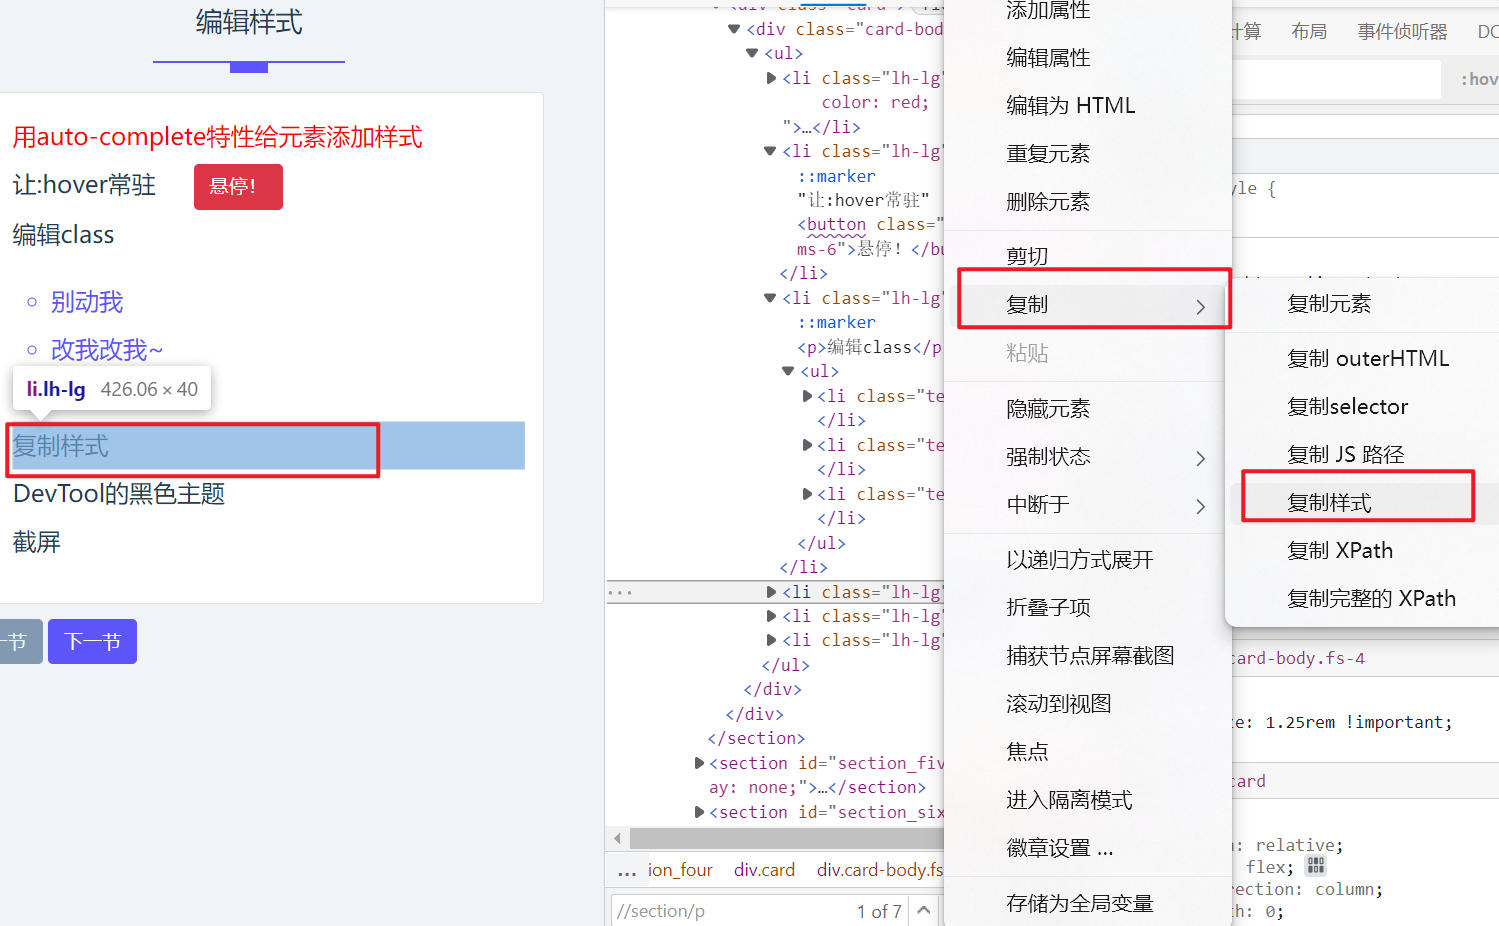 编辑样式
用auto-complete特性给元素添加样式
让:hover常驻
悬停!
编辑class
别动我
改我改我~
li.lh-lg 426.06 × 40
复制样式
DevTool的黑色主题
截屏
一节
下一节
<div class="card-bod
<ul>
<li class="lh-lg"
color: red;
">…</li>
<li class="lh-lg"
::marker
"让:hover常驻"
<button class="
ms-6">悬停! </bu
</li>
<li class="lh-lg"
::marker
<p>编辑class</p
<ul>
<li class="te
</li>
<li class="te
</li>
<li class="te
</li>
</ul>
</li>
<li class="lh-lg"
<li class="lh-lg"
<li class="lh-lg"
</ul>
</div>
</div>
</section>
<section id="section_fiv
ay: none;">…</section>
<section id="section_six
... ion_four div.card div.card-body.fs
//section/p 1 of 7
添加属性
编辑属性
编辑为 HTML
重复元素
删除元素
剪切
复制
粘贴
隐藏元素
强制状态
中断于
以递归方式展开
折叠子项
捕获节点屏幕截图
滚动到视图
焦点
进入隔离模式
徽章设置 ...
存储为全局变量
复制元素
复制 outerHTML
复制selector
复制 JS 路径
复制样式
复制 XPath
复制完整的 XPath
计算 布局 事件侦听器 DO
:hov
yle {
card-body.fs-4
ze: 1.25rem !important;
card
n: relative;
flex;
rection: column;
th: 0;